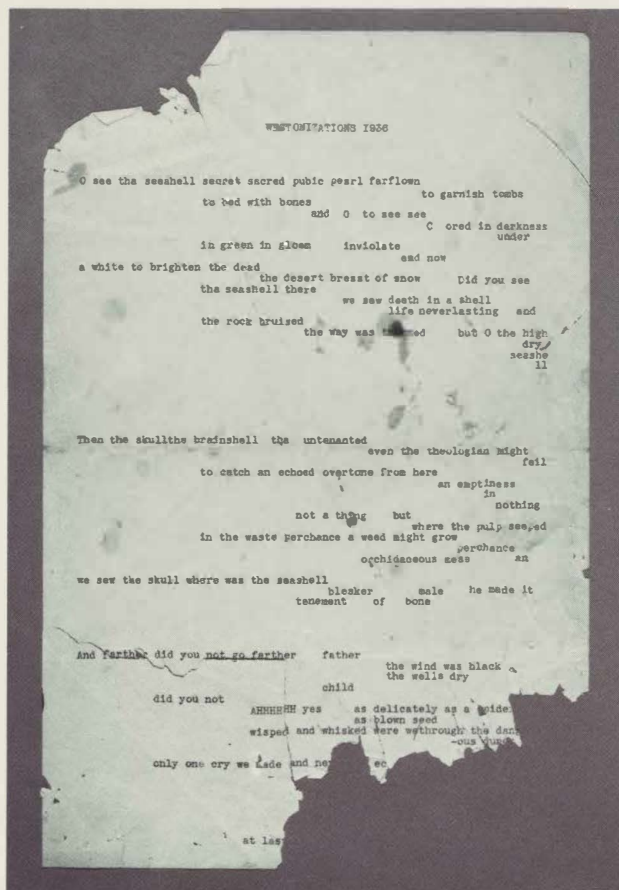 WESTONIZATIONS 1936
O see tha seeshell secret sacred pubic pearl farflown
to garnish tombs
to bed with bones
and O to see see
C ored in darkness
under
in green in gloom inviolate
and now
a white to brighten the dead
the desert breast of snow Did you see
tha seashell there
we saw death in a shell
life neverlasting and
the rock bruised
the way was but O the high
dry
seashe
ll
Then the skullthe brainshell tha untenanted
even the theologian might
fail
to catch an echoed overtone from here
an emptiness
in
nothing
not a thing but
where the pulp seeped
in the waste perchance a weed might grow
perchance
orchidaneous mess an
we saw the skull where was the seashell
bleaker male he made it
tenement of bone
And farther did you not go farther father
the wind was black
the wells dry
child
did you not
AHHHHHH yes as delicately as a spide
as blown seed
wisped and whisked were wethrough the dan
-ous
only one cry we made and ne ec
at las